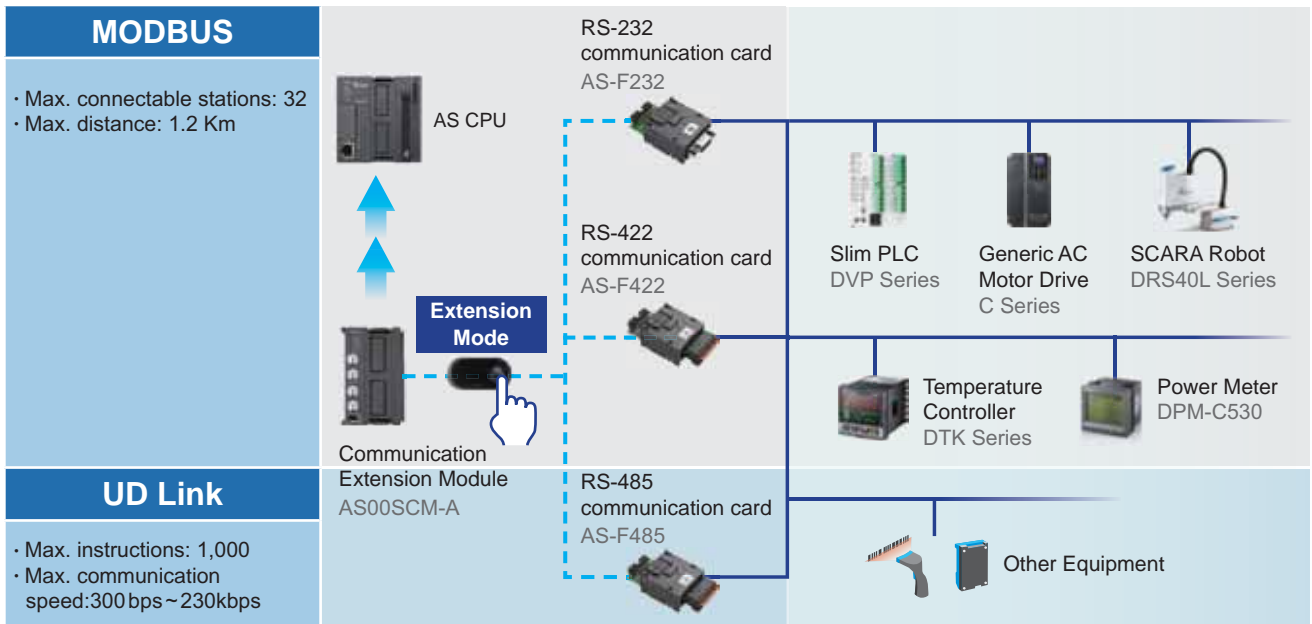 MODBUS
· Max. connectable stations: 32
· Max. distance: 1.2 Km
AS CPU
RS-232
communication card
AS-F232
RS-422
communication card
AS-F422
Extension
Mode
Communication
Extension Module
AS00SCM-A
Slim PLC
DVP Series
Generic AC
Motor Drive
C Series
SCARA Robot
DRS40L Series
Temperature
Controller
DTK Series
Power Meter
DPM-C530
UD Link
· Max. instructions: 1,000
· Max. communication
speed:300bps~230kbps
RS-485
communication card
AS-F485
Other Equipment